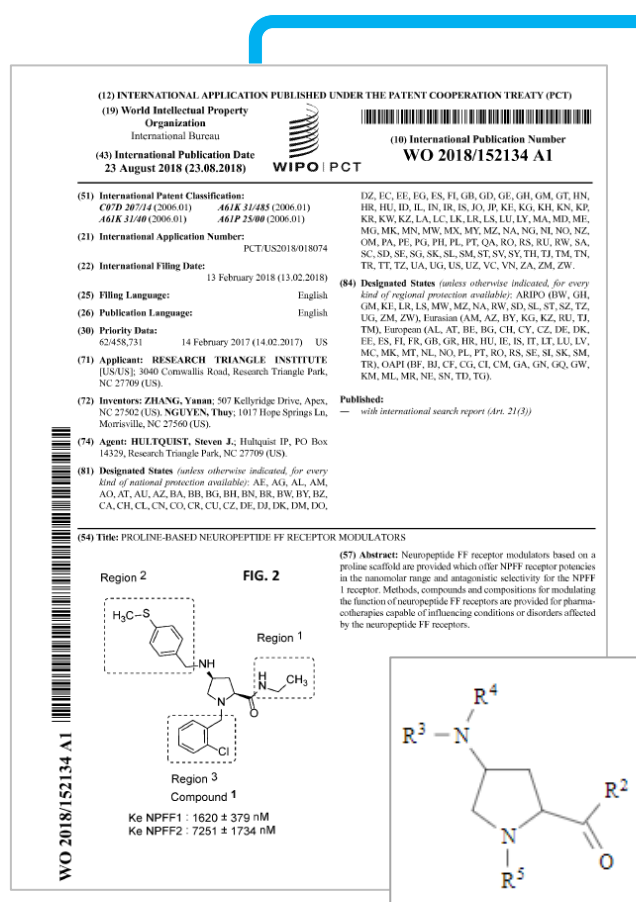 (12) INTERNATIONAL APPLICATION PUBLISHED UNDER THE PATENT COOPERATION TREATY (PCT)
(19) World Intellectual Property
Organization
International Bureau
(43) International Publication Date
23 August 2018 (23.08.2018)
WIPO | PCT
(10) International Publication Number
WO 2018/152134 A1
(51) International Patent Classification:
C07D 207/14 (2006.01) A61K 31/485 (2006.01)
A61K 31/40 (2006.01) A61P 25/00 (2006.01)
(21) International Application Number:
PCT/US2018/018074
(22) International Filing Date:
13 February 2018 (13.02.2018)
(25) Filing Language: English
(26) Publication Language: English
(30) Priority Data:
62/458,731 14 February 2017 (14.02.2017) US
(71) Applicant: RESEARCH TRIANGLE INSTITUTE
[US/US]; 3040 Cornwallis Road, Research Triangle Park,
NC 27709 (US).
(72) Inventors: ZHANG, Yanan; 507 Kellyridge Drive, Apex,
NC 27502 (US). NGUYEN, Thuy; 1017 Hope Springs Ln,
Morrisville, NC 27560 (US).
(74) Agent: HULTQUIST, Steven J.; Hultquist IP, PO Box
14329, Research Triangle Park, NC 27709 (US).
(81) Designated States (unless otherwise indicated, for every
kind of national protection available): AE, AG, AL, AM,
AO, AT, AU, AZ, BA, BB, BG, BH, BN, BR, BW, BY, BZ,
CA, CH, CL, CN, CO, CR, CU, CZ, DE, DJ, DK, DM, DO,
DZ, EC, EE, EG, ES, FI, GB, GD, GE, GH, GM, GT, HN,
HR, HU, ID, IL, IN, IR, IS, JO, JP, KE, KG, KH, KN, KP,
KR, KW, KZ, LA, LC, LK, LR, LS, LU, LY, MA, MD, ME,
MG, MK, MN, MW, MX, MY, MZ, NA, NG, NI, NO, NZ,
OM, PA, PE, PG, PH, PL, PT, QA, RO, RS, RU, RW, SA,
SC, SD, SE, SG, SK, SL, SM, ST, SV, SY, TH, TJ, TM, TN,
TR, TT, TZ, UA, UG, US, UZ, VC, VN, ZA, ZM, ZW.
(84) Designated States (unless otherwise indicated, for every
kind of regional protection available): ARIPO (BW, GH,
GM, KE, LR, LS, MW, MZ, NA, RW, SD, SL, ST, SZ, TZ,
UG, ZM, ZW), Eurasian (AM, AZ, BY, KG, KZ, RU, TJ,
TM), European (AL, AT, BE, BG, CH, CY, CZ, DE, DK,
EE, ES, FI, FR, GB, GR, HR, HU, IE, IS, IT, LT, LU, LV,
MC, MK, MT, NL, NO, PL, PT, RO, RS, SE, SI, SK, SM,
TR), OAPI (BF, BJ, CF, CG, CI, CM, GA, GN, GQ, GW,
KM, ML, MR, NE, SN, TD, TG).
Published:
— with international search report (Art. 21(3))
(54) Title: PROLINE-BASED NEUROPEPTIDE FF RECEPTOR MODULATORS
(57) Abstract: Neuropeptide FF receptor modulators based on a
proline scaffold are provided which offer NPFF receptor potencies
in the nanomolar range and antagonistic selectivity for the NPFF
1 receptor. Methods, compounds and compositions for modulating
the function of neuropeptide FF receptors are provided for pharma-
cotherapies capable of influencing conditions or disorders affected
by the neuropeptide FF receptors.
Region 2
FIG. 2
H₃C S
Region 1
NH
H
N
CH₃
N
O
Cl
Region 3
Compound 1
Ke NPFF1 : 1620 ± 379 nM
Ke NPFF2 : 7251 ± 1734 nM
WO 2018/152134 A1
R⁴
R³ N
R²
N
O
R⁵